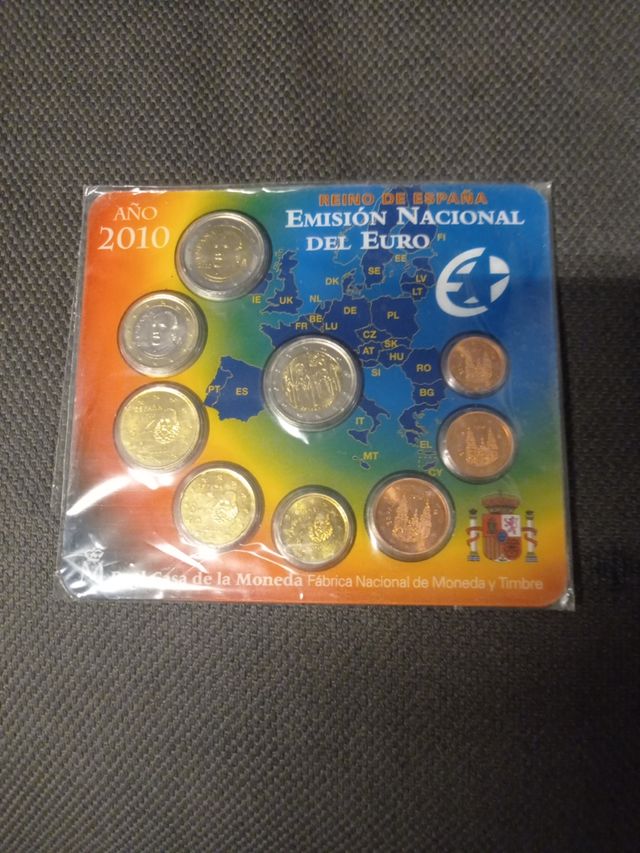 AÑO
2010
REINO DE ESPAÑA
EMISIÓN NACIONAL
DEL EURO
FI
EE
SE
LV
LT
DK
IE
UK
NL
DE
PL
BE
LU
FR
CZ
SK
AT
HU
SI
RO
BG
PT
ES
IT
EL
MT
CY
ESPAÑA
Casa de la Moneda Fábrica Nacional de Moneda y Timbre